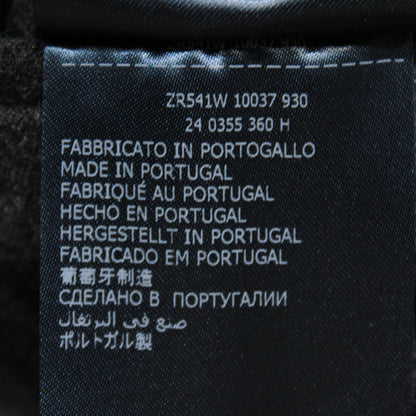 ZR541W 10037 930
24 0355 360 H
FABBRICATO IN PORTOGALLO
MADE IN PORTUGAL
FABRIQUÉ AU PORTUGAL
HECHO EN PORTUGAL
HERGESTELLT IN PORTUGAL
FABRICADO EM PORTUGAL
葡萄牙制造
СДЕЛАНО В ПОРТУГАЛИИ
صنع في البرتغال
ポルトガル製